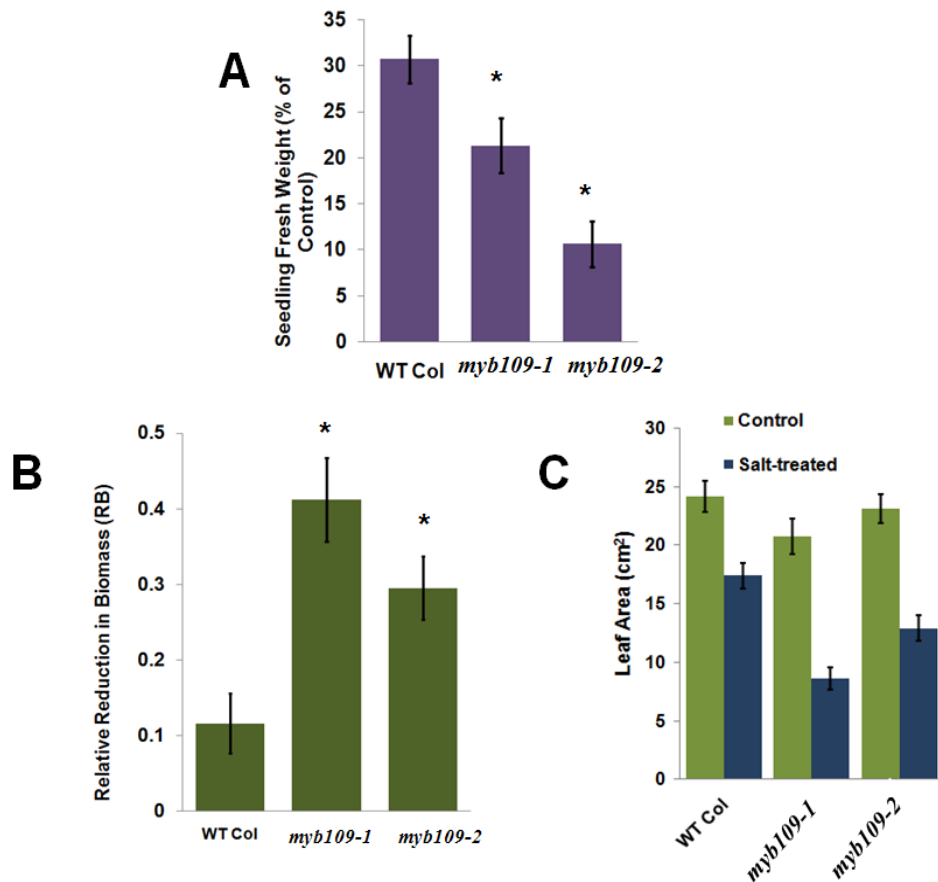 A
Seedling Fresh Weight (% of
Control)
35
30
25
20
15
10
5
0
*
*
WT Col
myb109-1
myb109-2
B
Relative Reduction in Biomass (RB)
0.5
0.4
0.3
0.2
0.1
0
*
*
WT Col
myb109-1
myb109-2
C
Control
Salt-treated
Leaf Area (cm²)
30
25
20
15
10
5
0
WT Col
myb109-1
myb109-2